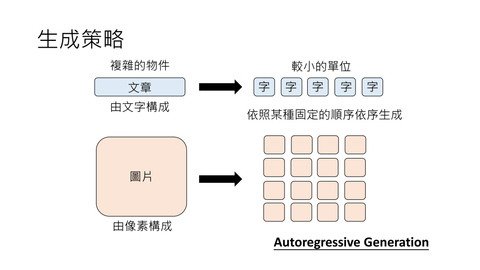 生成策略
複雜的物件
較小的單位
文章
字 字 字 字 字
由文字構成
依照某種固定的順序依序生成
圖片
由像素構成
Autoregressive Generation